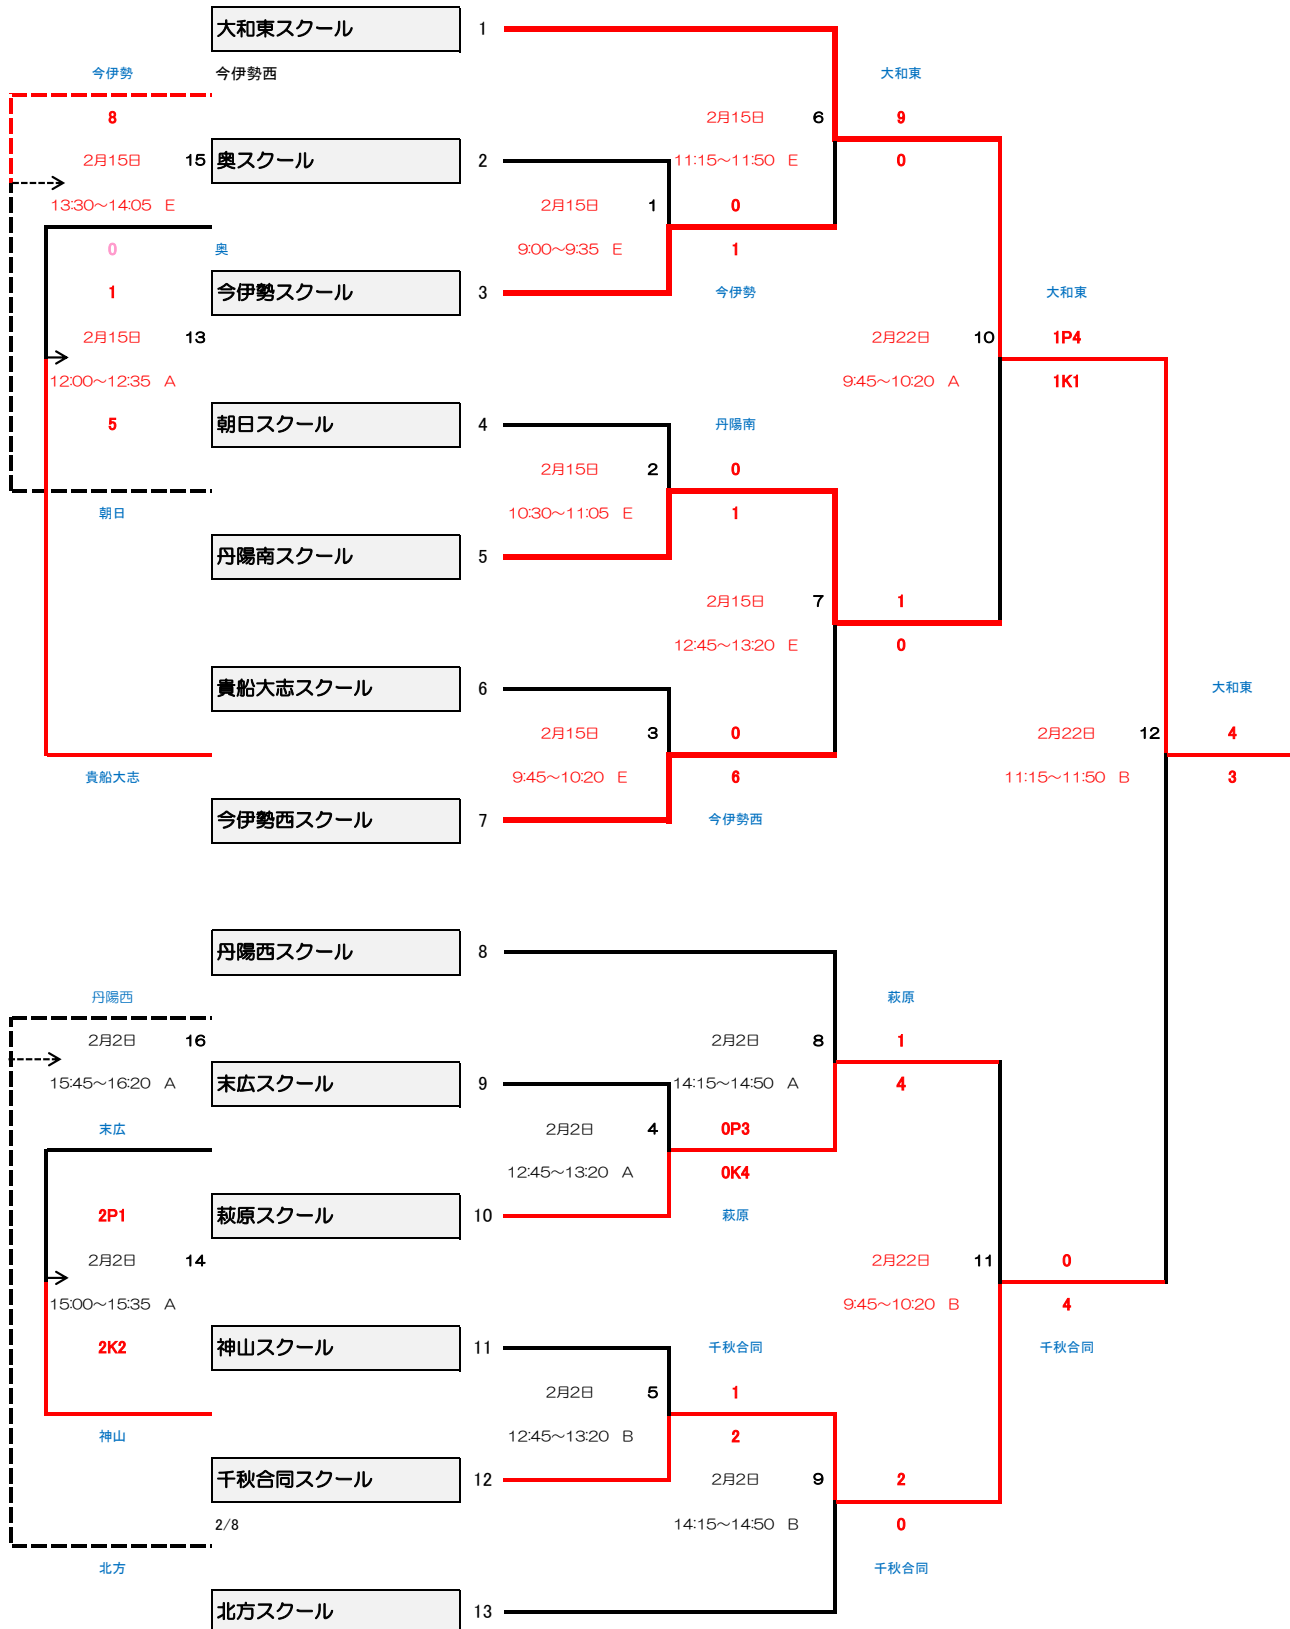 大和東スクール 1
今伊勢 今伊勢西 大和東
8 2月15日 6 9
2月15日 15 奥スクール 2 11:15～11:50 E 0
13:30～14:05 E 2月15日 1 0
0 奥 9:00～9:35 E 1
1 今伊勢スクール 3 今伊勢 大和東
2月15日 13 2月22日 10 1P4
12:00～12:35 A 9:45～10:20 A 1K1
5 朝日スクール 4 丹陽南
2月15日 2 0
朝日 10:30～11:05 E 1
丹陽南スクール 5
2月15日 7 1
12:45～13:20 E 0
貴船大志スクール 6 大和東
2月15日 3 0 2月22日 12 4
貴船大志 9:45～10:20 E 6 11:15～11:50 B 3
今伊勢西スクール 7 今伊勢西
丹陽西スクール 8
丹陽西 萩原
2月2日 16 2月2日 8 1
15:45～16:20 A 末広スクール 9 14:15～14:50 A 4
末広 2月2日 4 0P3
12:45～13:20 A 0K4
2P1 萩原スクール 10 萩原
2月2日 14 2月22日 11 0
15:00～15:35 A 9:45～10:20 B 4
2K2 神山スクール 11 千秋合同 千秋合同
2月2日 5 1
神山 12:45～13:20 B 2
千秋合同スクール 12 2月2日 9 2
2/8 14:15～14:50 B 0
北方 千秋合同
北方スクール 13